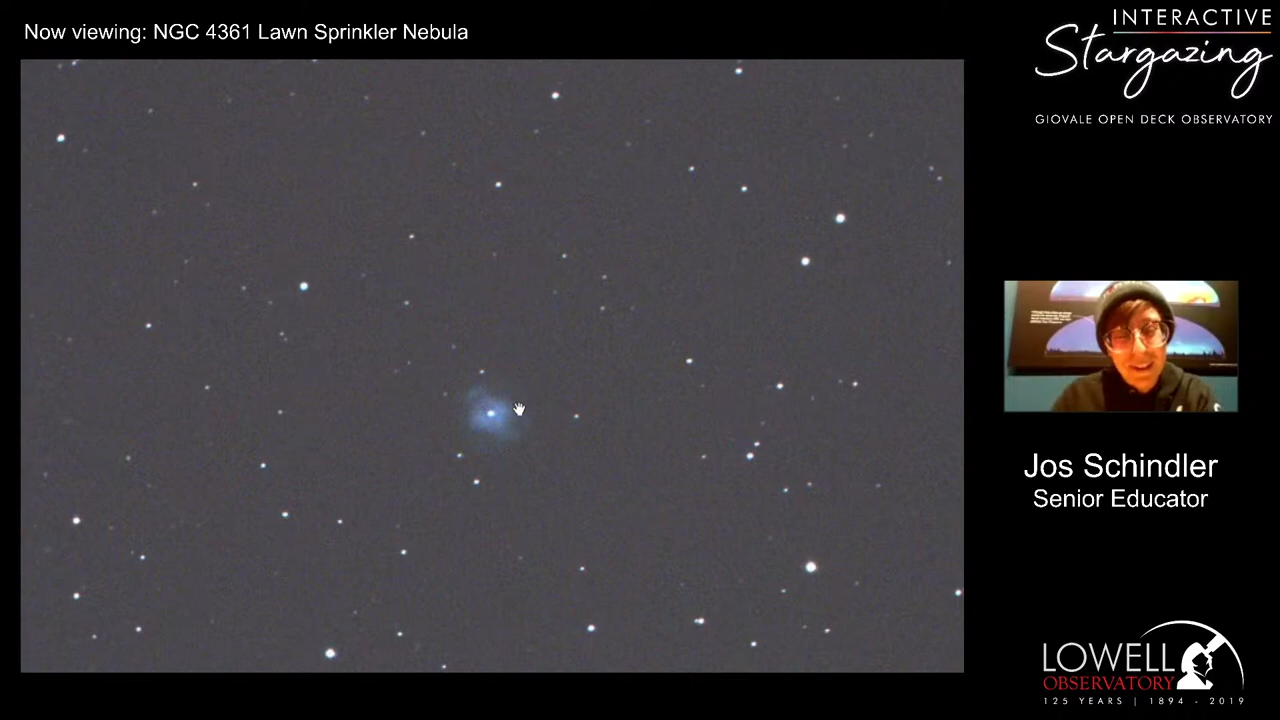 Now viewing: NGC 4361 Lawn Sprinkler Nebula
INTERACTIVE
Stargazing
GIOVALE OPEN DECK OBSERVATORY
Jos Schindler
Senior Educator
LOWELL
OBSERVATORY
125 YEARS | 1894 - 2019